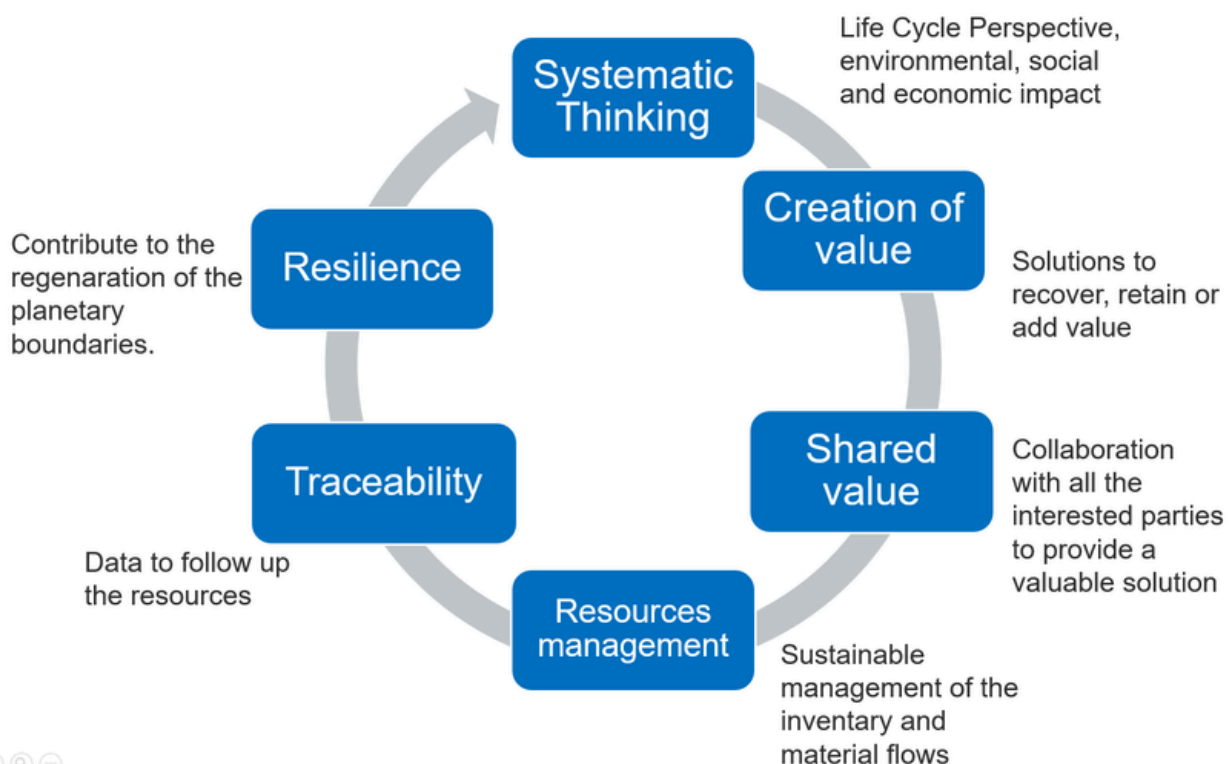 Systematic
Thinking
Life Cycle Perspective,
environmental, social
and economic impact
Creation of
value
Solutions to
recover, retain or
add value
Shared
value
Collaboration
with all the
interested parties
to provide a
valuable solution
Resources
management
Sustainable
management of the
inventary and
material flows
Traceability
Data to follow up
the resources
Resilience
Contribute to the
regenaration of the
planetary
boundaries.